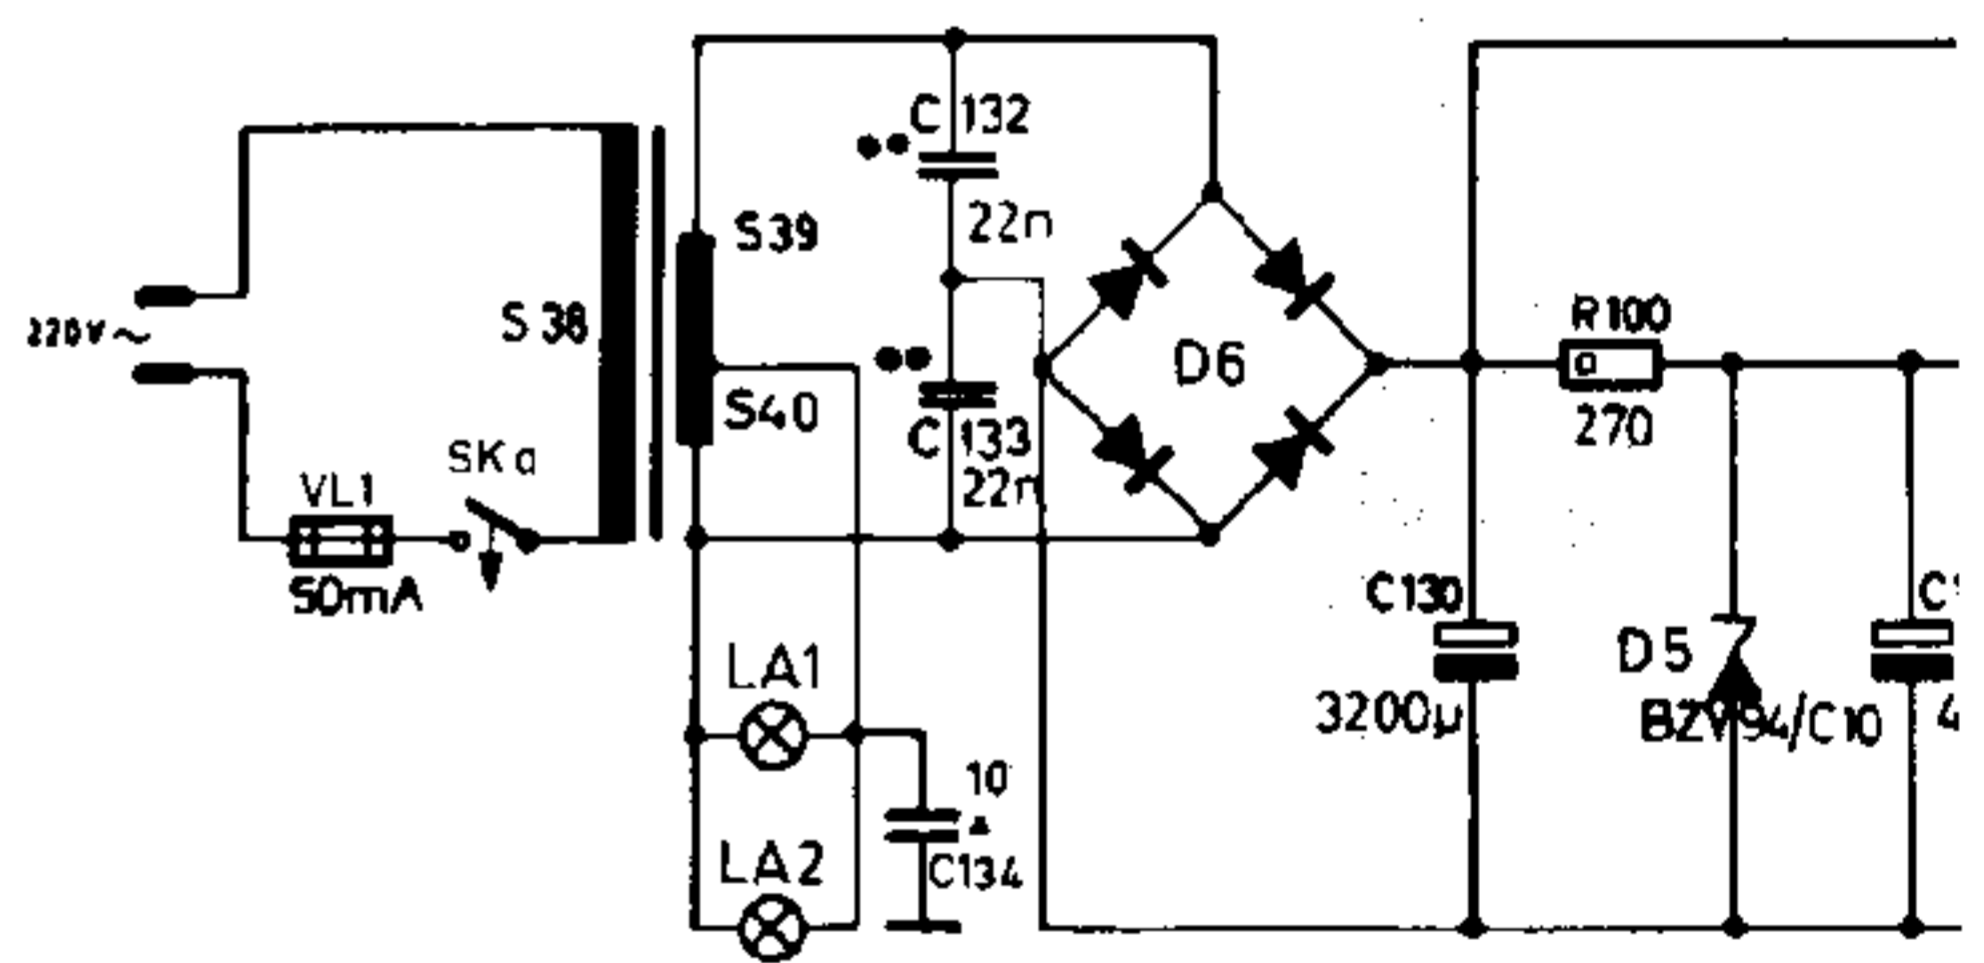 C 132
22n
S39
220V~
S 38
R100
D6
270
S40
C 133
22n
SKa
VL1
50mA
C130
D5
LA1
3200µ
BZY94/C10
10
LA2
C134